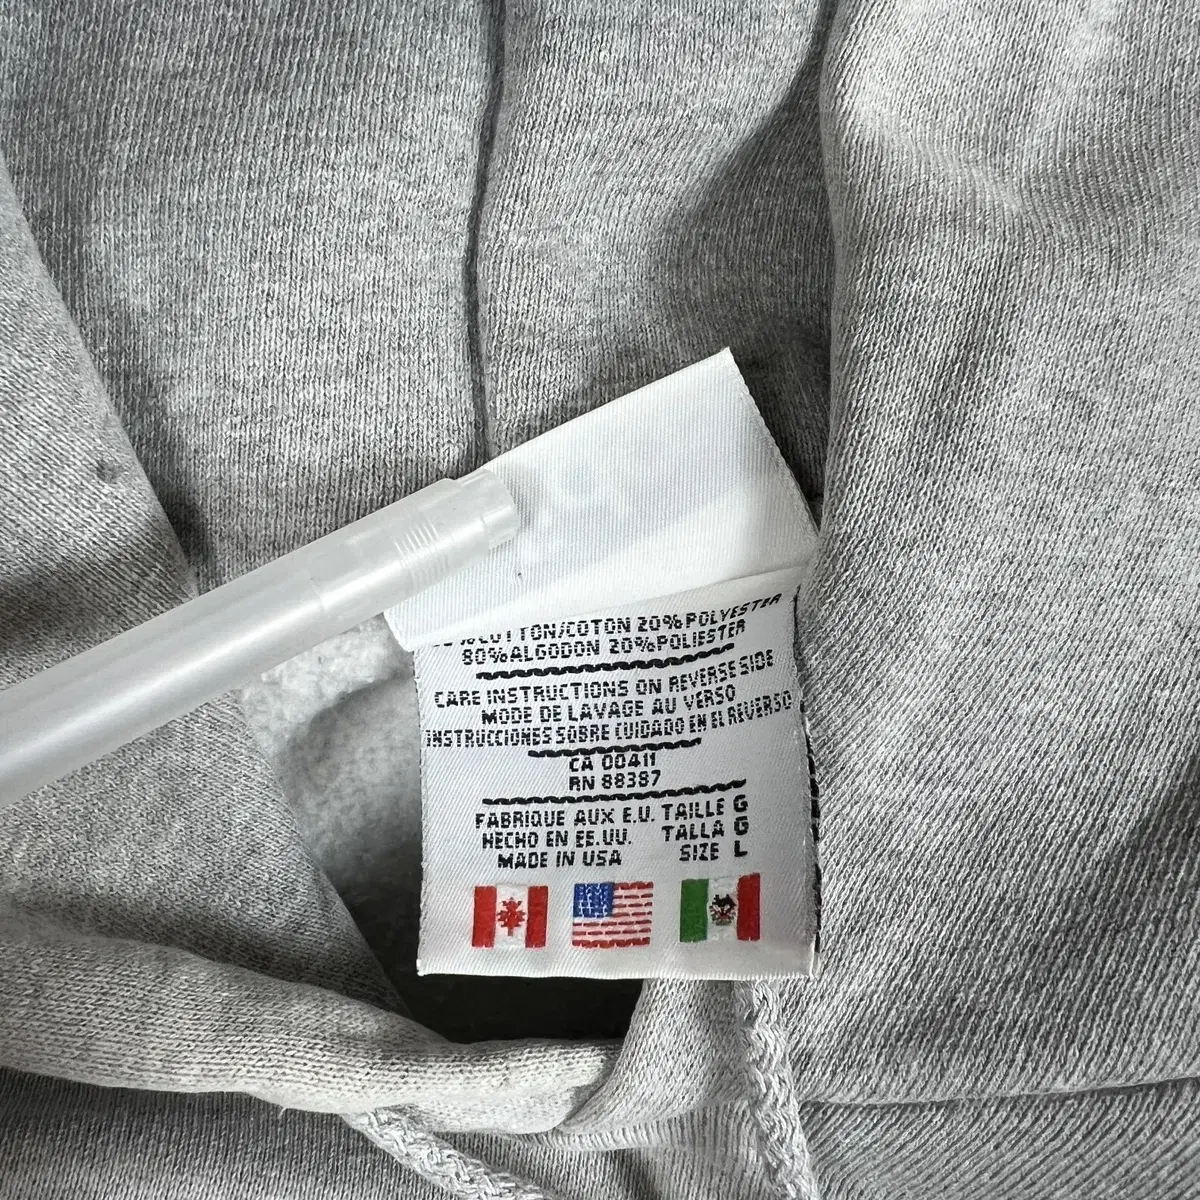 %COTTON/COTON 20%POLYESTER
80%ALGODON 20%POLIESTER
CARE INSTRUCTIONS ON REVERSE SIDE
MODE DE LAVAGE AU VERSO
INSTRUCCIONES SOBRE CUIDADO EN EL REVERSO
CA 00411
RN 88387
FABRIQUE AUX E.U. TAILLE G
HECHO EN EE.UU. TALLA G
MADE IN USA SIZE L